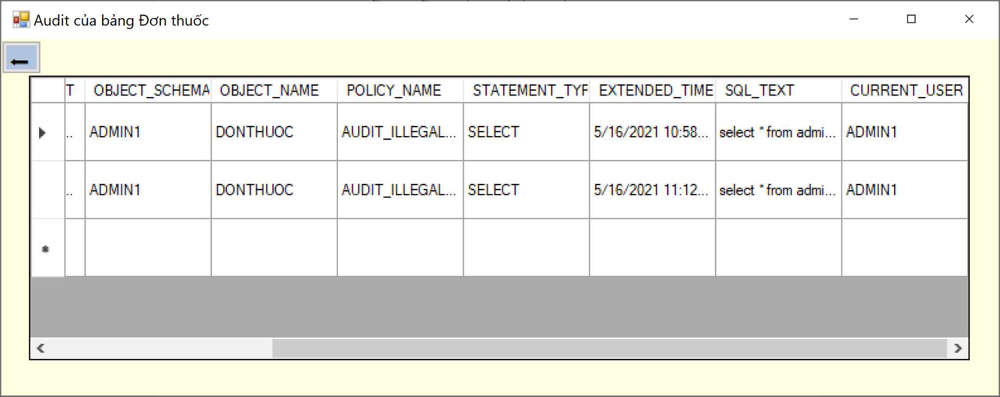 Audit của bảng Đơn thuốc
T OBJECT_SCHEMA OBJECT_NAME POLICY_NAME STATEMENT_TYP EXTENDED_TIME SQL_TEXT CURRENT_USER
.. ADMIN1 DONTHUOC AUDIT_ILLEGAL... SELECT 5/16/2021 10:58... select * from admi... ADMIN1
.. ADMIN1 DONTHUOC AUDIT_ILLEGAL... SELECT 5/16/2021 11:12... select * from admi... ADMIN1